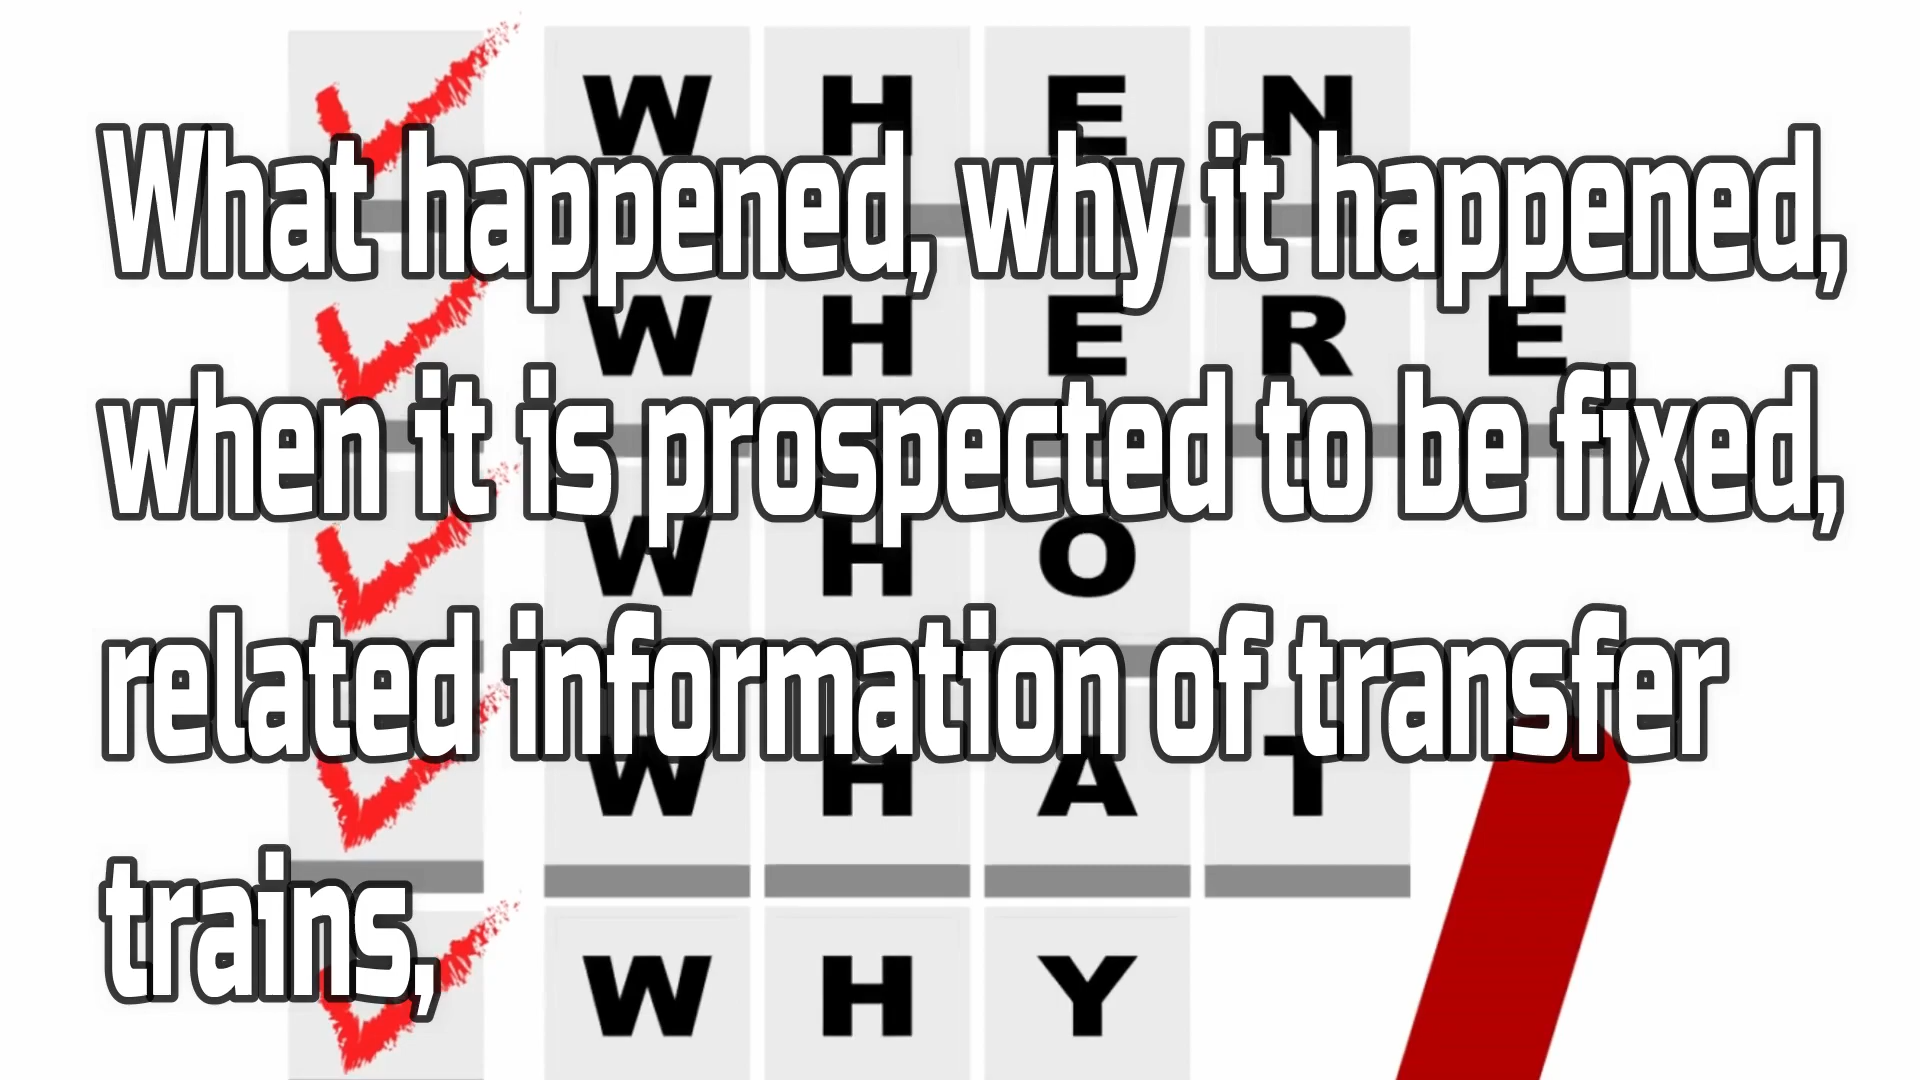 WHEN
What happened, why it happened,
WHERE
when it is prospected to be fixed,
WHO
related information of transfer
WHAT
trains,
WHY